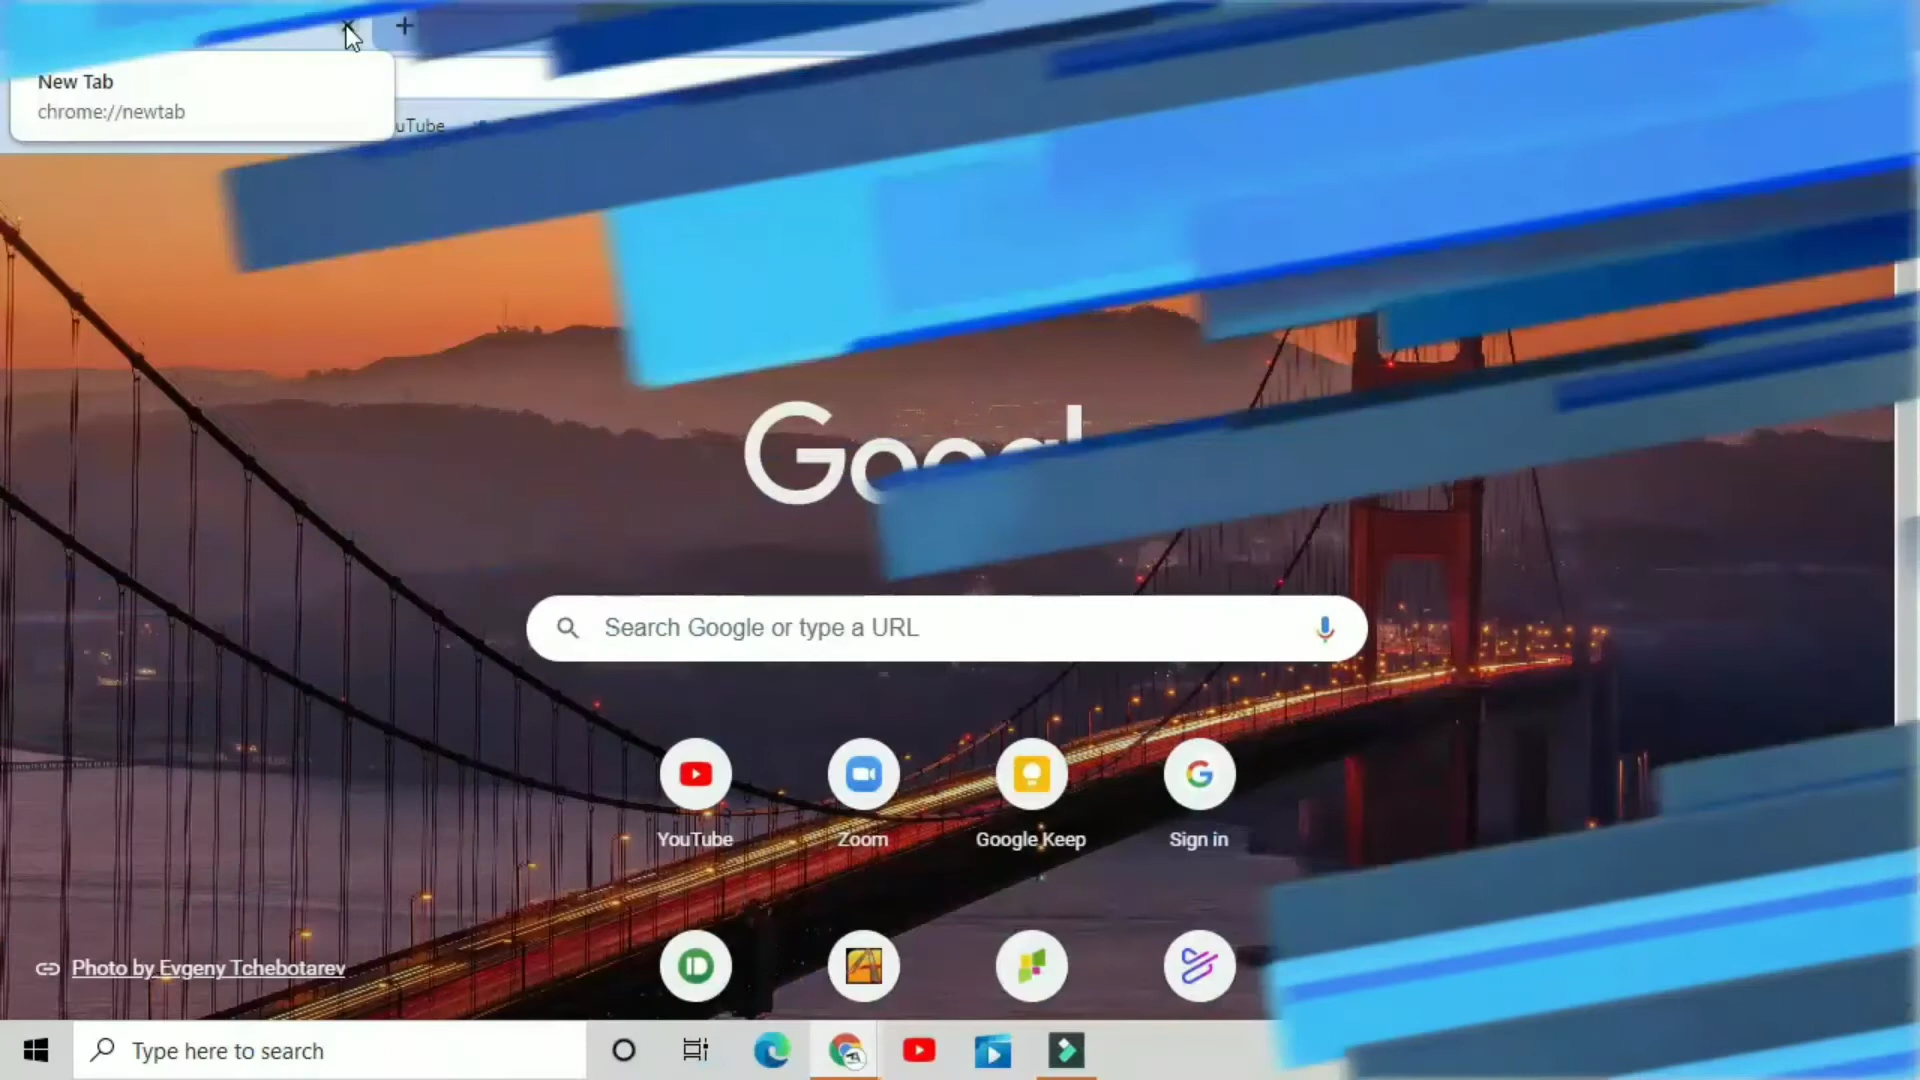 New Tab
chrome://newtab
uTube
Goo
Search Google or type a URL
YouTube
Zoom
Google Keep
Sign in
Photo by Evgeny Tchebotarev
Type here to search